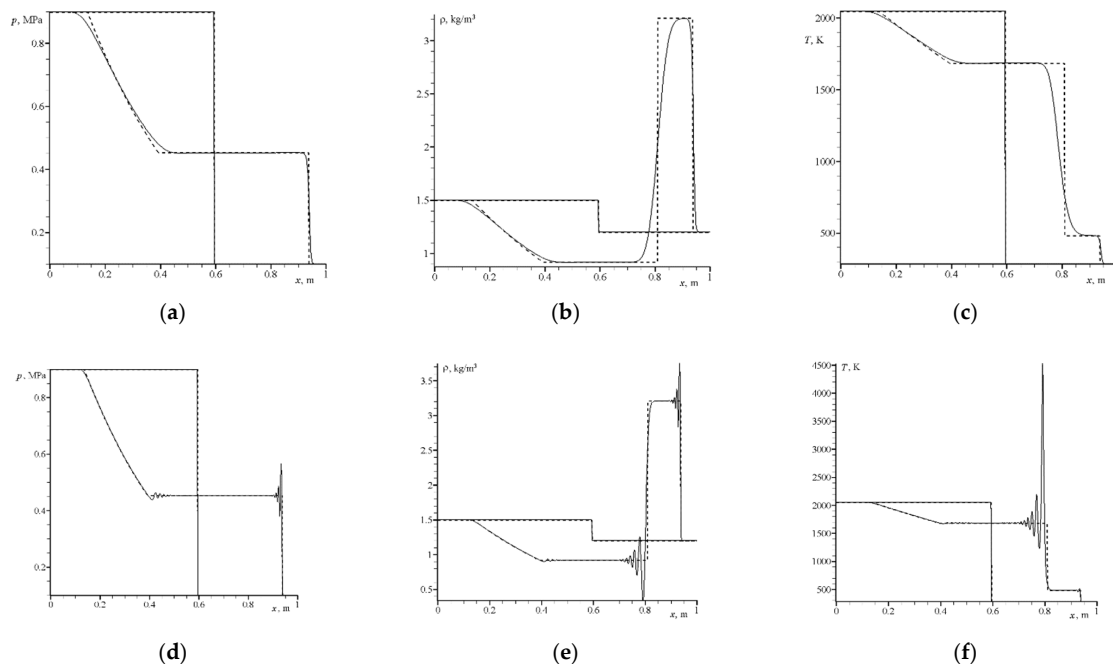 p, MPa
0.8
0.6
0.4
0.2
0 0.2 0.4 0.6 0.8 1
x, m
(a)
ρ, kg/m³
3
2.5
2
1.5
1
0 0.2 0.4 0.6 0.8 1
x, m
(b)
2000
T, K
1500
1000
500
0 0.2 0.4 0.6 0.8 1
x, m
(c)
p, MPa
0.8
0.6
0.4
0.2
0 0.2 0.4 0.6 0.8 1
x, m
(d)
ρ, kg/m³
3.5
3
2.5
2
1.5
1
0.5
0 0.2 0.4 0.6 0.8 1
x, m
(e)
4500
T, K
4000
3500
3000
2500
2000
1500
1000
500
0 0.2 0.4 0.6 0.8 1
x, m
(f)